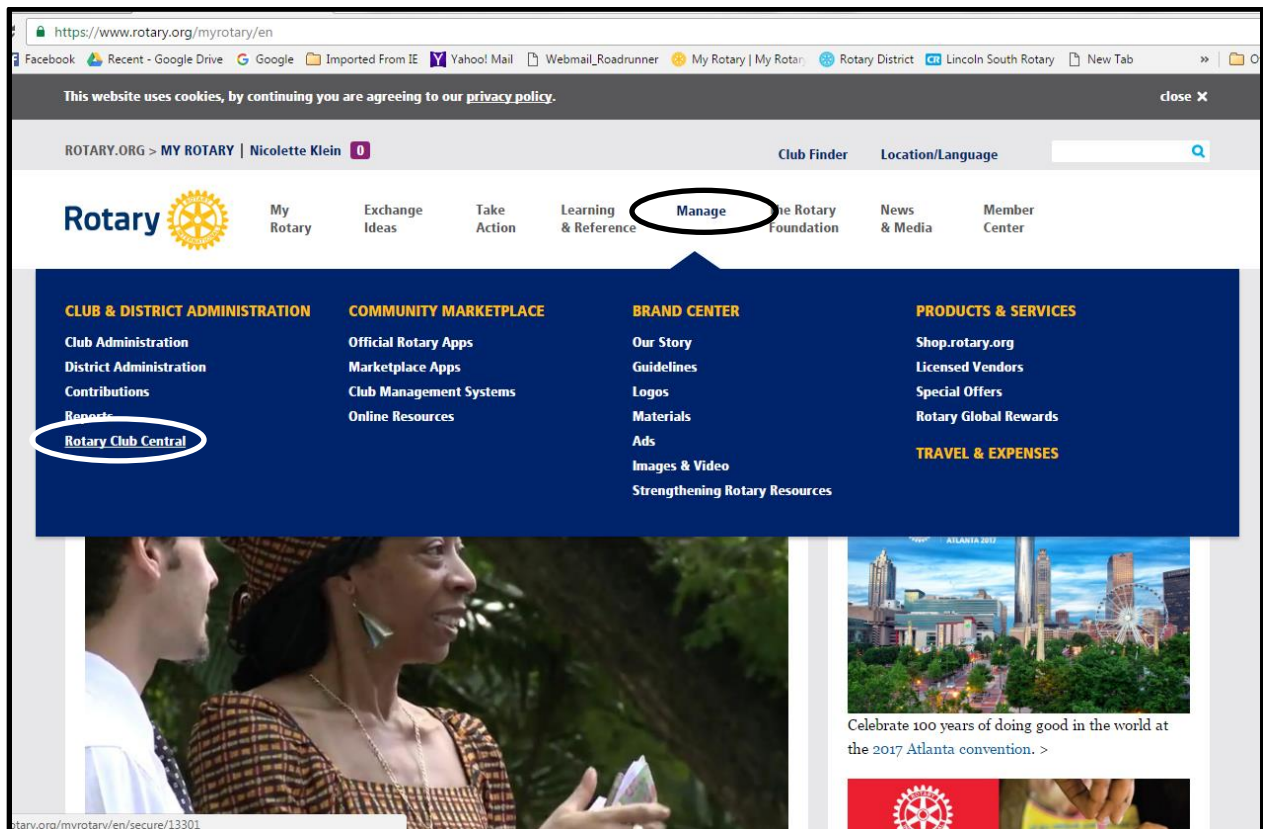 https://www.rotary.org/myrotary/en
Facebook Recent - Google Drive G Google Imported From IE Y Yahoo! Mail Webmail_Roadrunner My Rotary | My Rotary Rotary District CR Lincoln South Rotary New Tab » O
This website uses cookies, by continuing you are agreeing to our privacy policy. close X
ROTARY.ORG > MY ROTARY | Nicolette Klein 0 Club Finder Location/Language
Rotary
My Rotary
Exchange Ideas
Take Action
Learning & Reference
Manage
The Rotary Foundation
News & Media
Member Center
CLUB & DISTRICT ADMINISTRATION
Club Administration
District Administration
Contributions
Reports
Rotary Club Central
COMMUNITY MARKETPLACE
Official Rotary Apps
Marketplace Apps
Club Management Systems
Online Resources
BRAND CENTER
Our Story
Guidelines
Logos
Materials
Ads
Images & Video
Strengthening Rotary Resources
PRODUCTS & SERVICES
Shop.rotary.org
Licensed Vendors
Special Offers
Rotary Global Rewards
TRAVEL & EXPENSES
ATLANTA 2017
Celebrate 100 years of doing good in the world at
the 2017 Atlanta convention. >
otary.org/myrotary/en/secure/13301